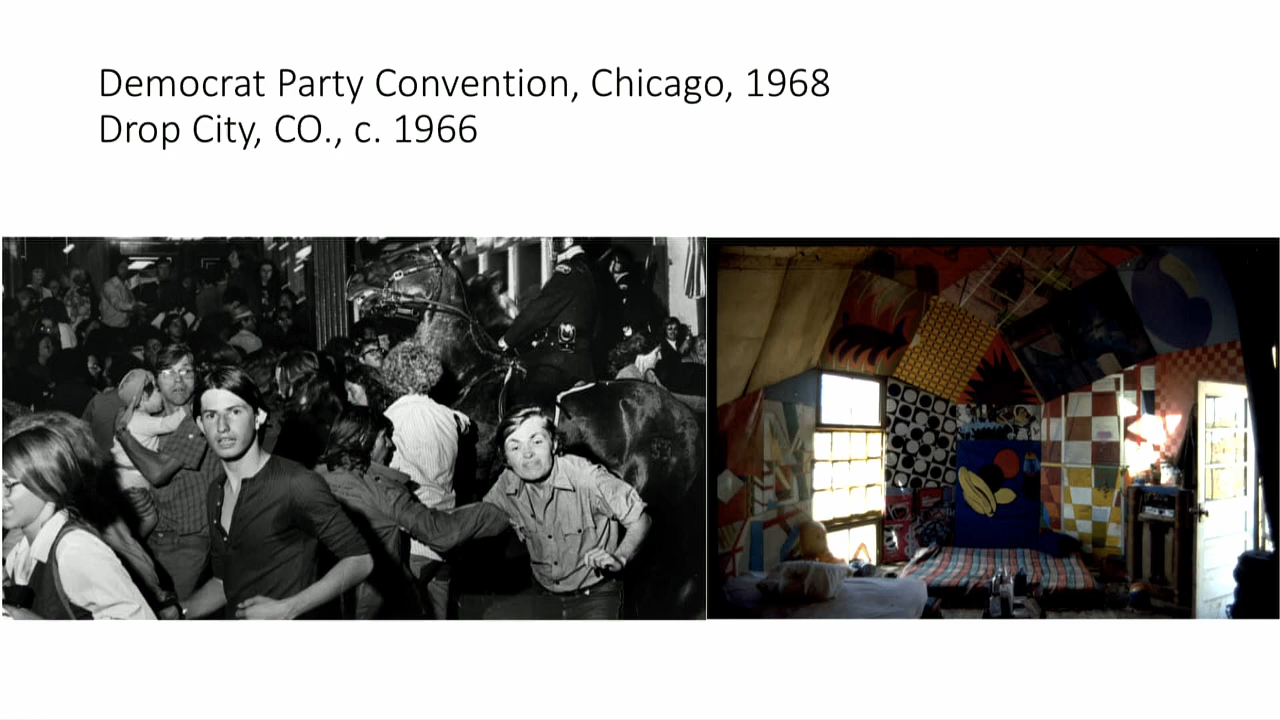 Democrat Party Convention, Chicago, 1968
Drop City, CO., c. 1966